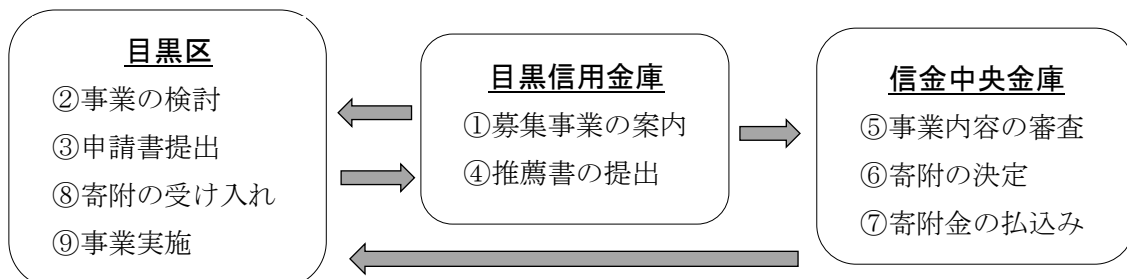 目黒区
②事業の検討
③申請書提出
⑧寄附の受け入れ
⑨事業実施
目黒信用金庫
①募集事業の案内
④推薦書の提出
信金中央金庫
⑤事業内容の審査
⑥寄附の決定
⑦寄附金の払込み